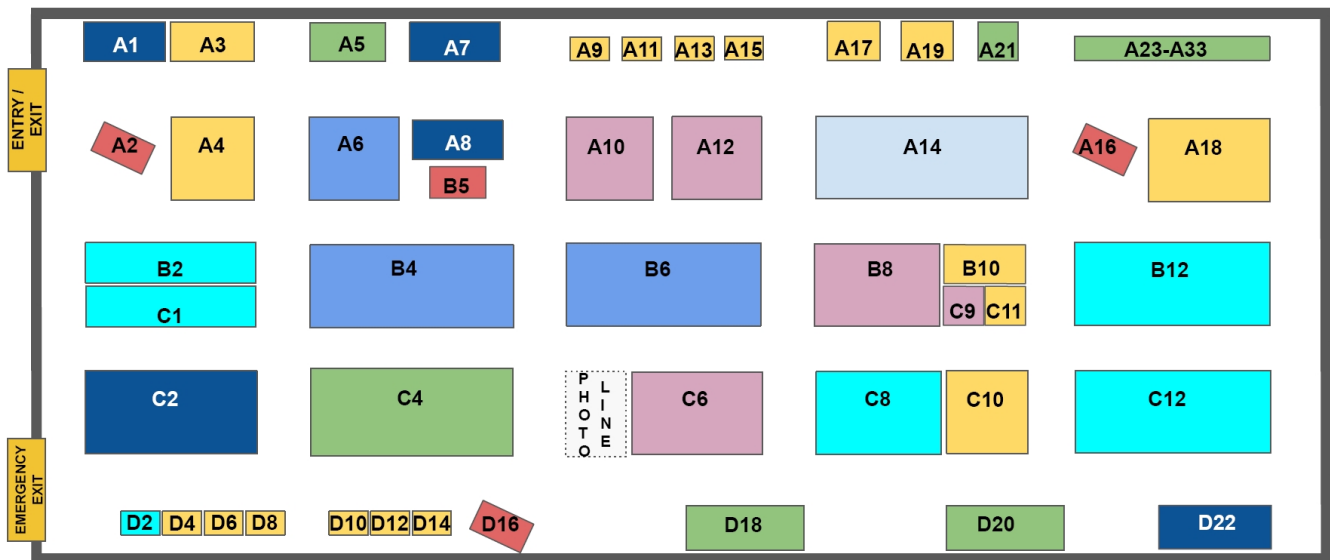 A1
A3
A5
A7
A9
A11
A13
A15
A17
A19
A21
A23-A33
ENTRY /
EXIT
A2
A4
A6
A8
B5
A10
A12
A14
A16
A18
B2
B4
B6
B8
B10
B12
C1
C9
C11
C2
C4
PHOTO
LINE
C6
C8
C10
C12
EMERGENCY
EXIT
D2
D4
D6
D8
D10
D12
D14
D16
D18
D20
D22